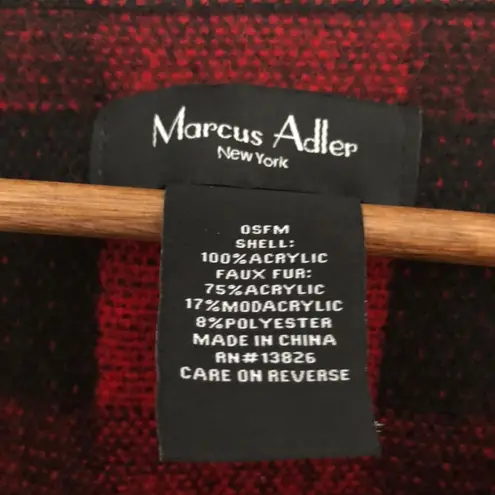 Marcus Adler
New York
OSFM
SHELL:
100%ACRYLIC
FAUX FUR:
75%ACRYLIC
17%MODACRYLIC
8%POLYESTER
MADE IN CHINA
RN#13826
CARE ON REVERSE